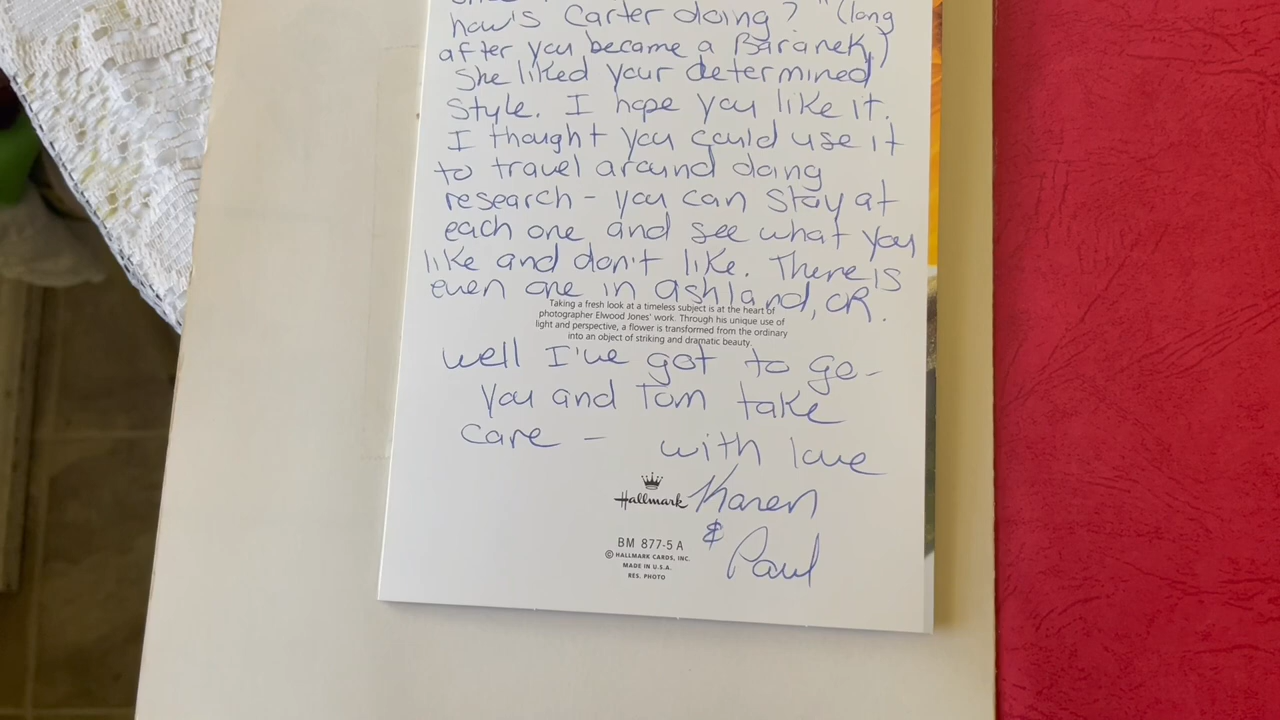 how's Carter doing?" (long
after you became a Baranek)
She liked your determined
style. I hope you like it.
I thought you could use it
to travel around doing
research - you can stay at
each one and see what you
like and don't like. There is
even one in ashland, OR.
Taking a fresh look at a timeless subject is at the heart of
photographer Elwood Jones' work. Through his unique use of
light and perspective, a flower is transformed from the ordinary
into an object of striking and dramatic beauty.
well I've got to go -
You and Tom take
care - with love
Hallmark Karen
&
Paul
BM 877-5 A
© HALLMARK CARDS, INC.
MADE IN U.S.A.
RES. PHOTO